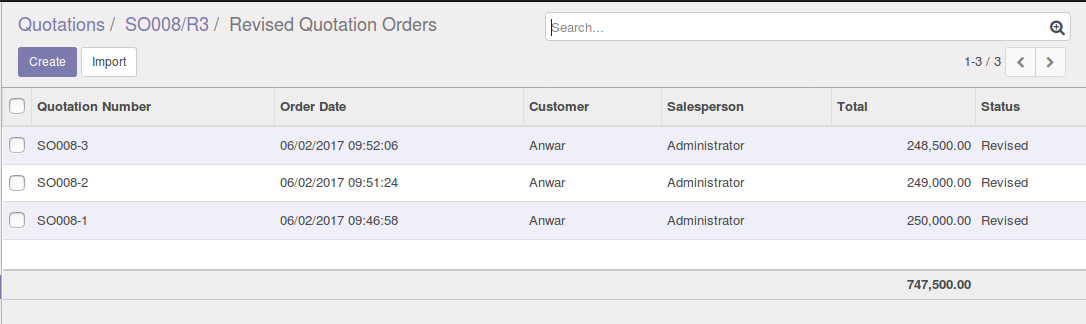 Quotations / SO008/R3 / Revised Quotation Orders
Search...
Create Import
1-3 / 3
Quotation Number Order Date Customer Salesperson Total Status
SO008-3 06/02/2017 09:52:06 Anwar Administrator 248,500.00 Revised
SO008-2 06/02/2017 09:51:24 Anwar Administrator 249,000.00 Revised
SO008-1 06/02/2017 09:46:58 Anwar Administrator 250,000.00 Revised
747,500.00